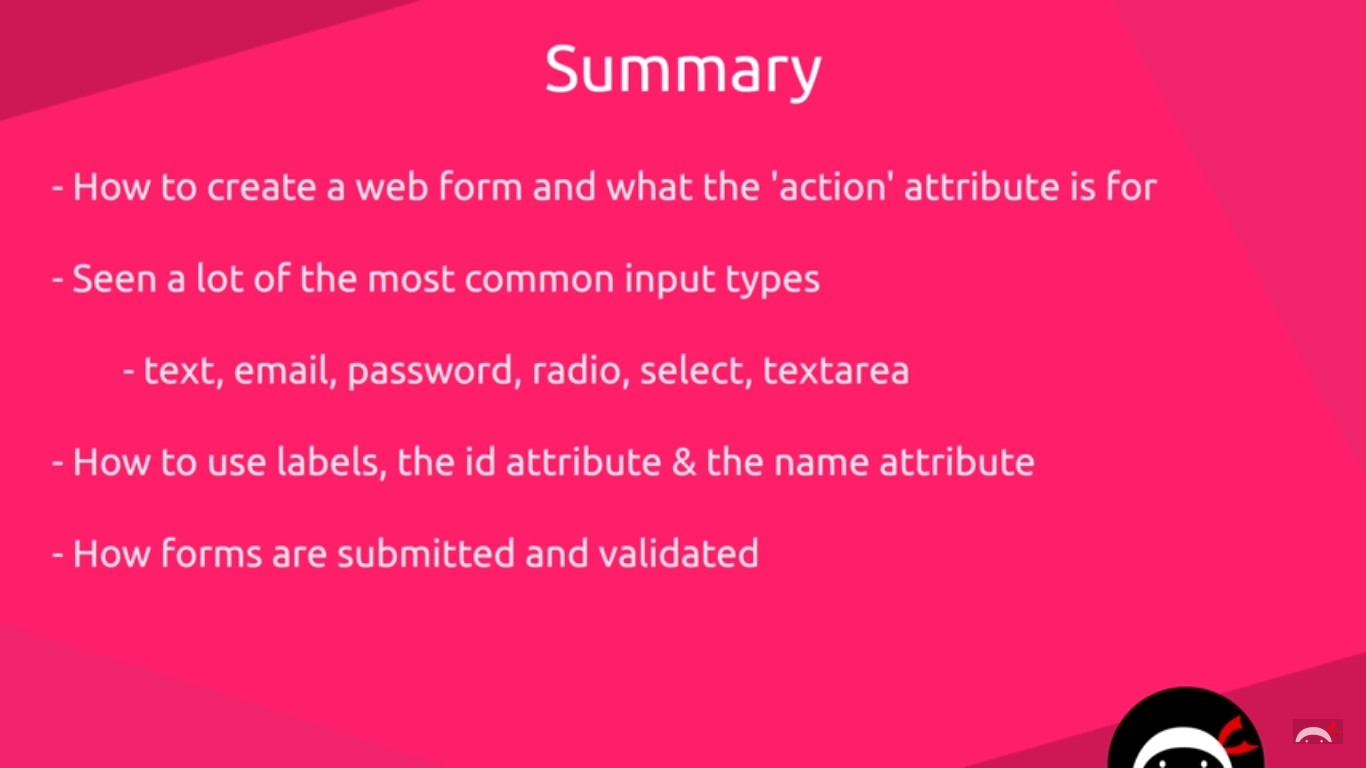 Summary
- How to create a web form and what the 'action' attribute is for
- Seen a lot of the most common input types
- text, email, password, radio, select, textarea
- How to use labels, the id attribute & the name attribute
- How forms are submitted and validated